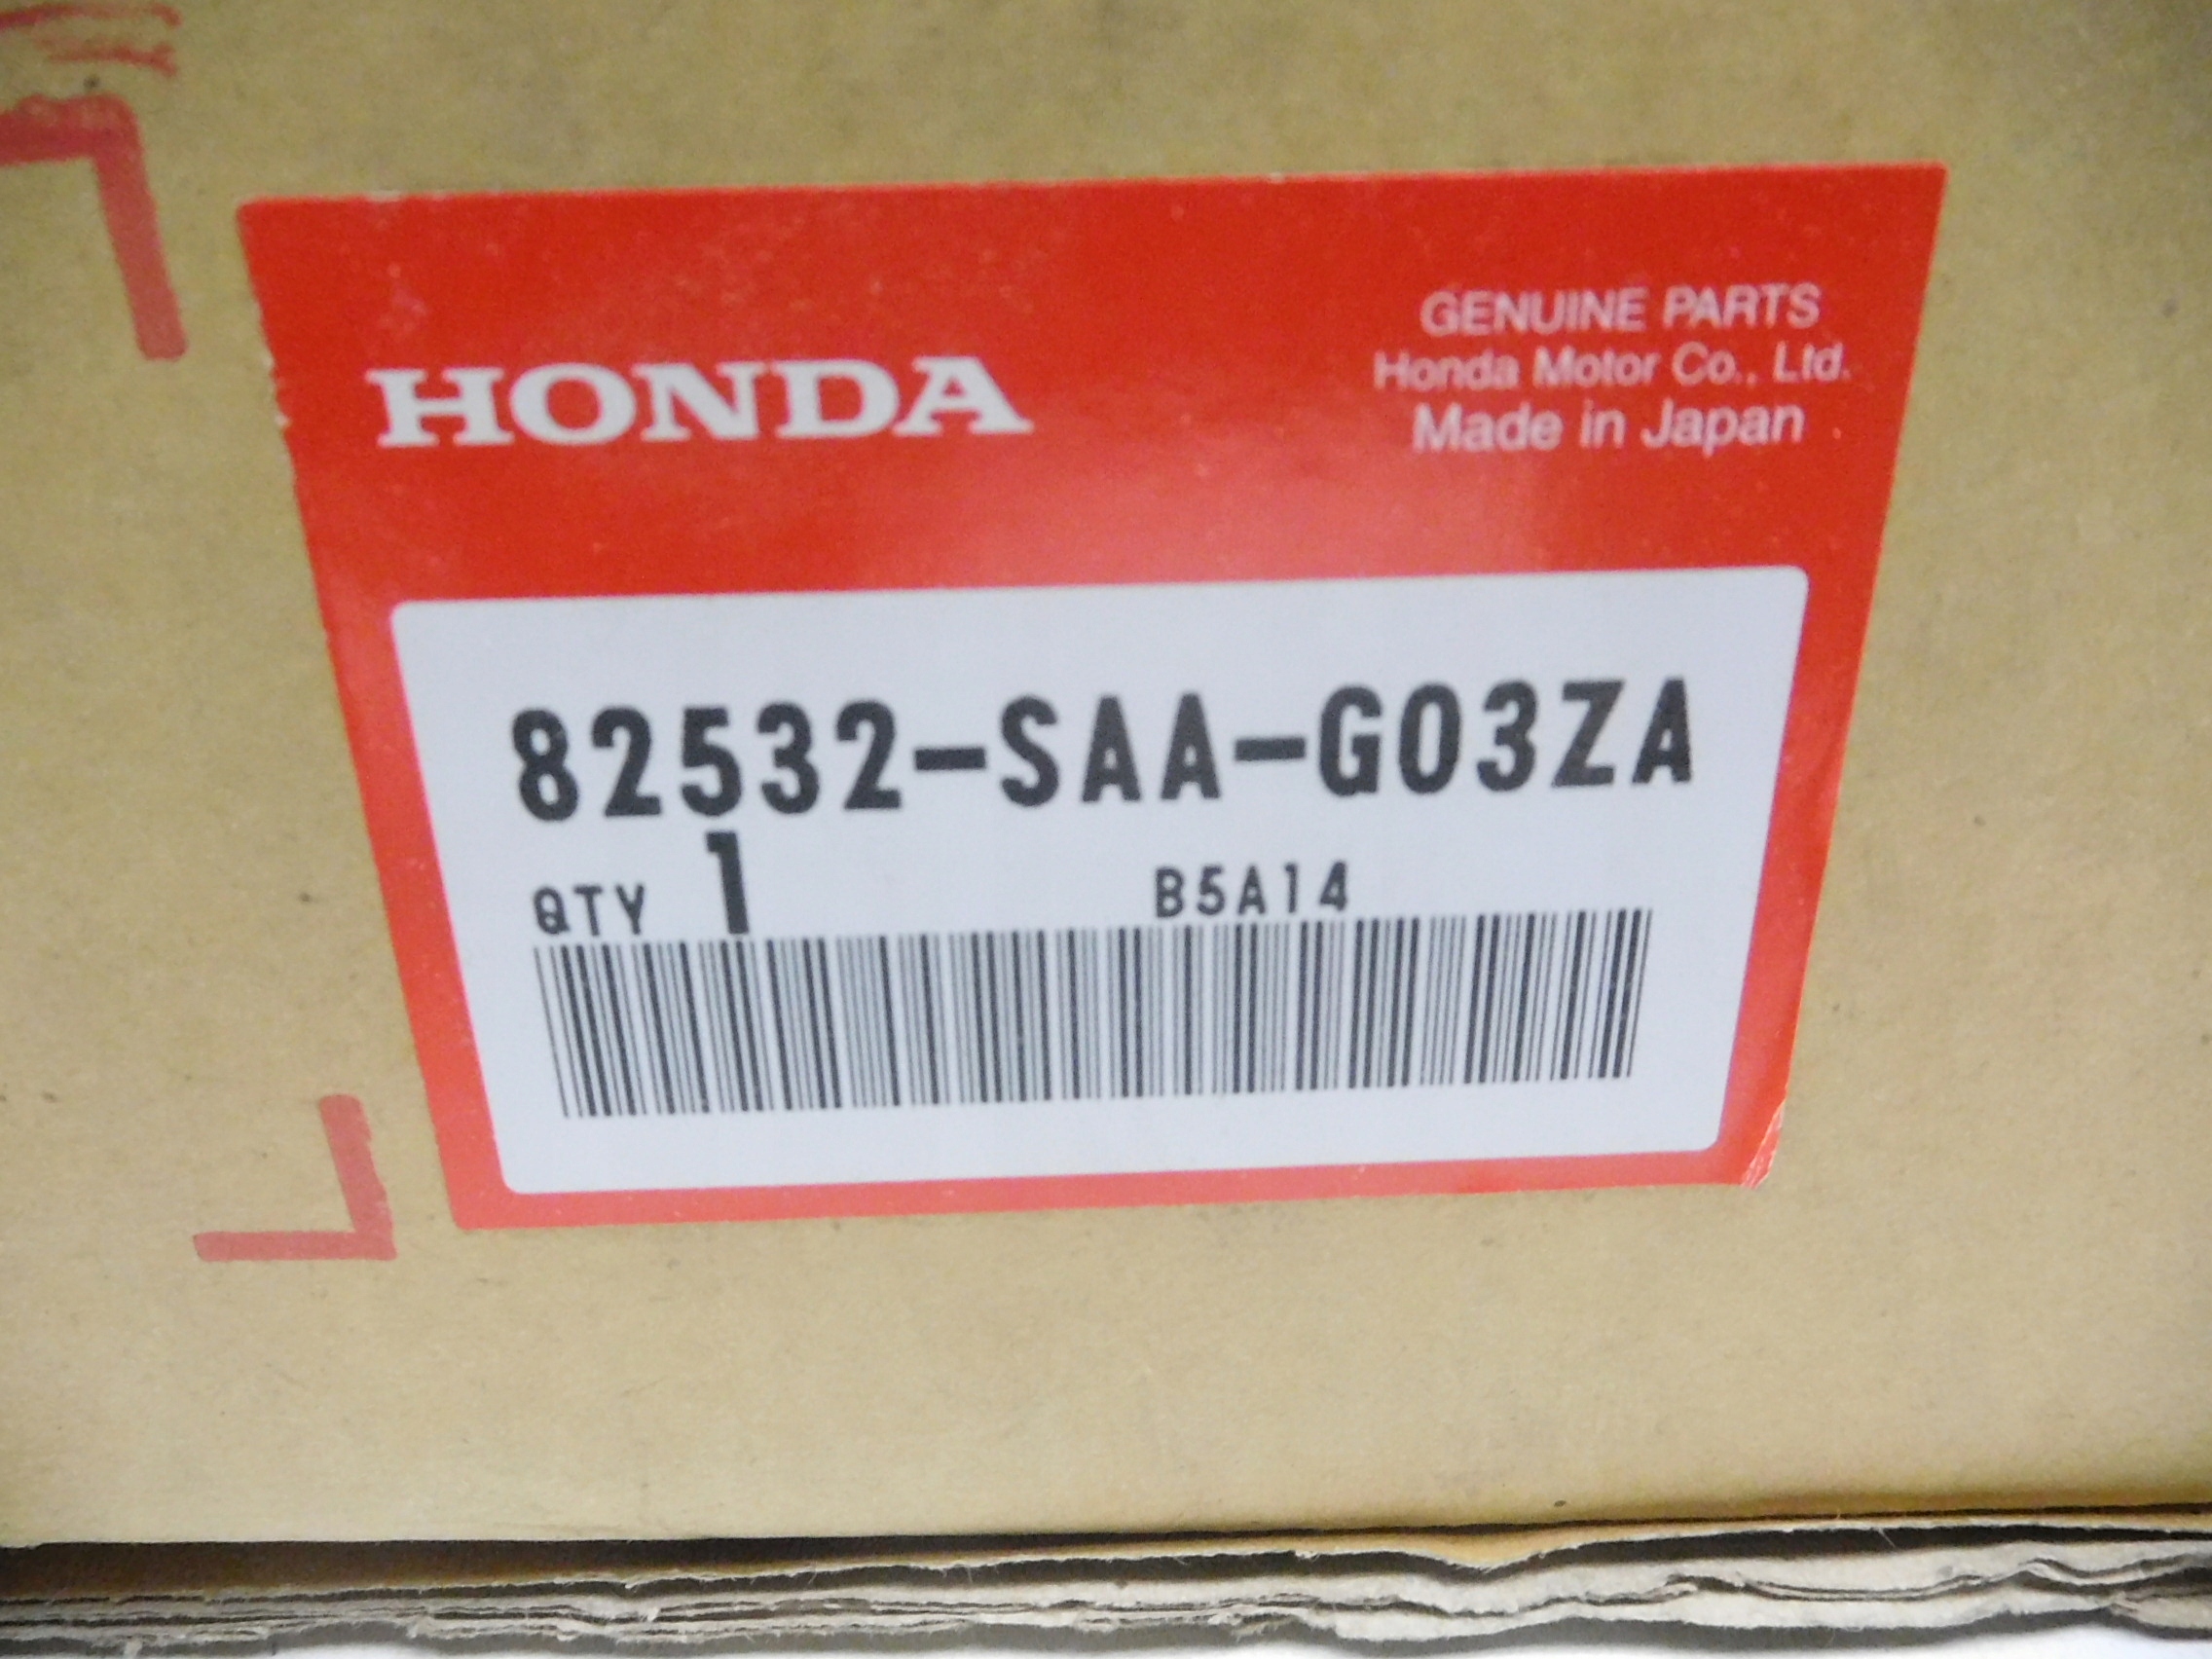 HONDA
GENUINE PARTS
Honda Motor Co., Ltd.
Made in Japan
82532-SAA-G03ZA
QTY 1 B5A14